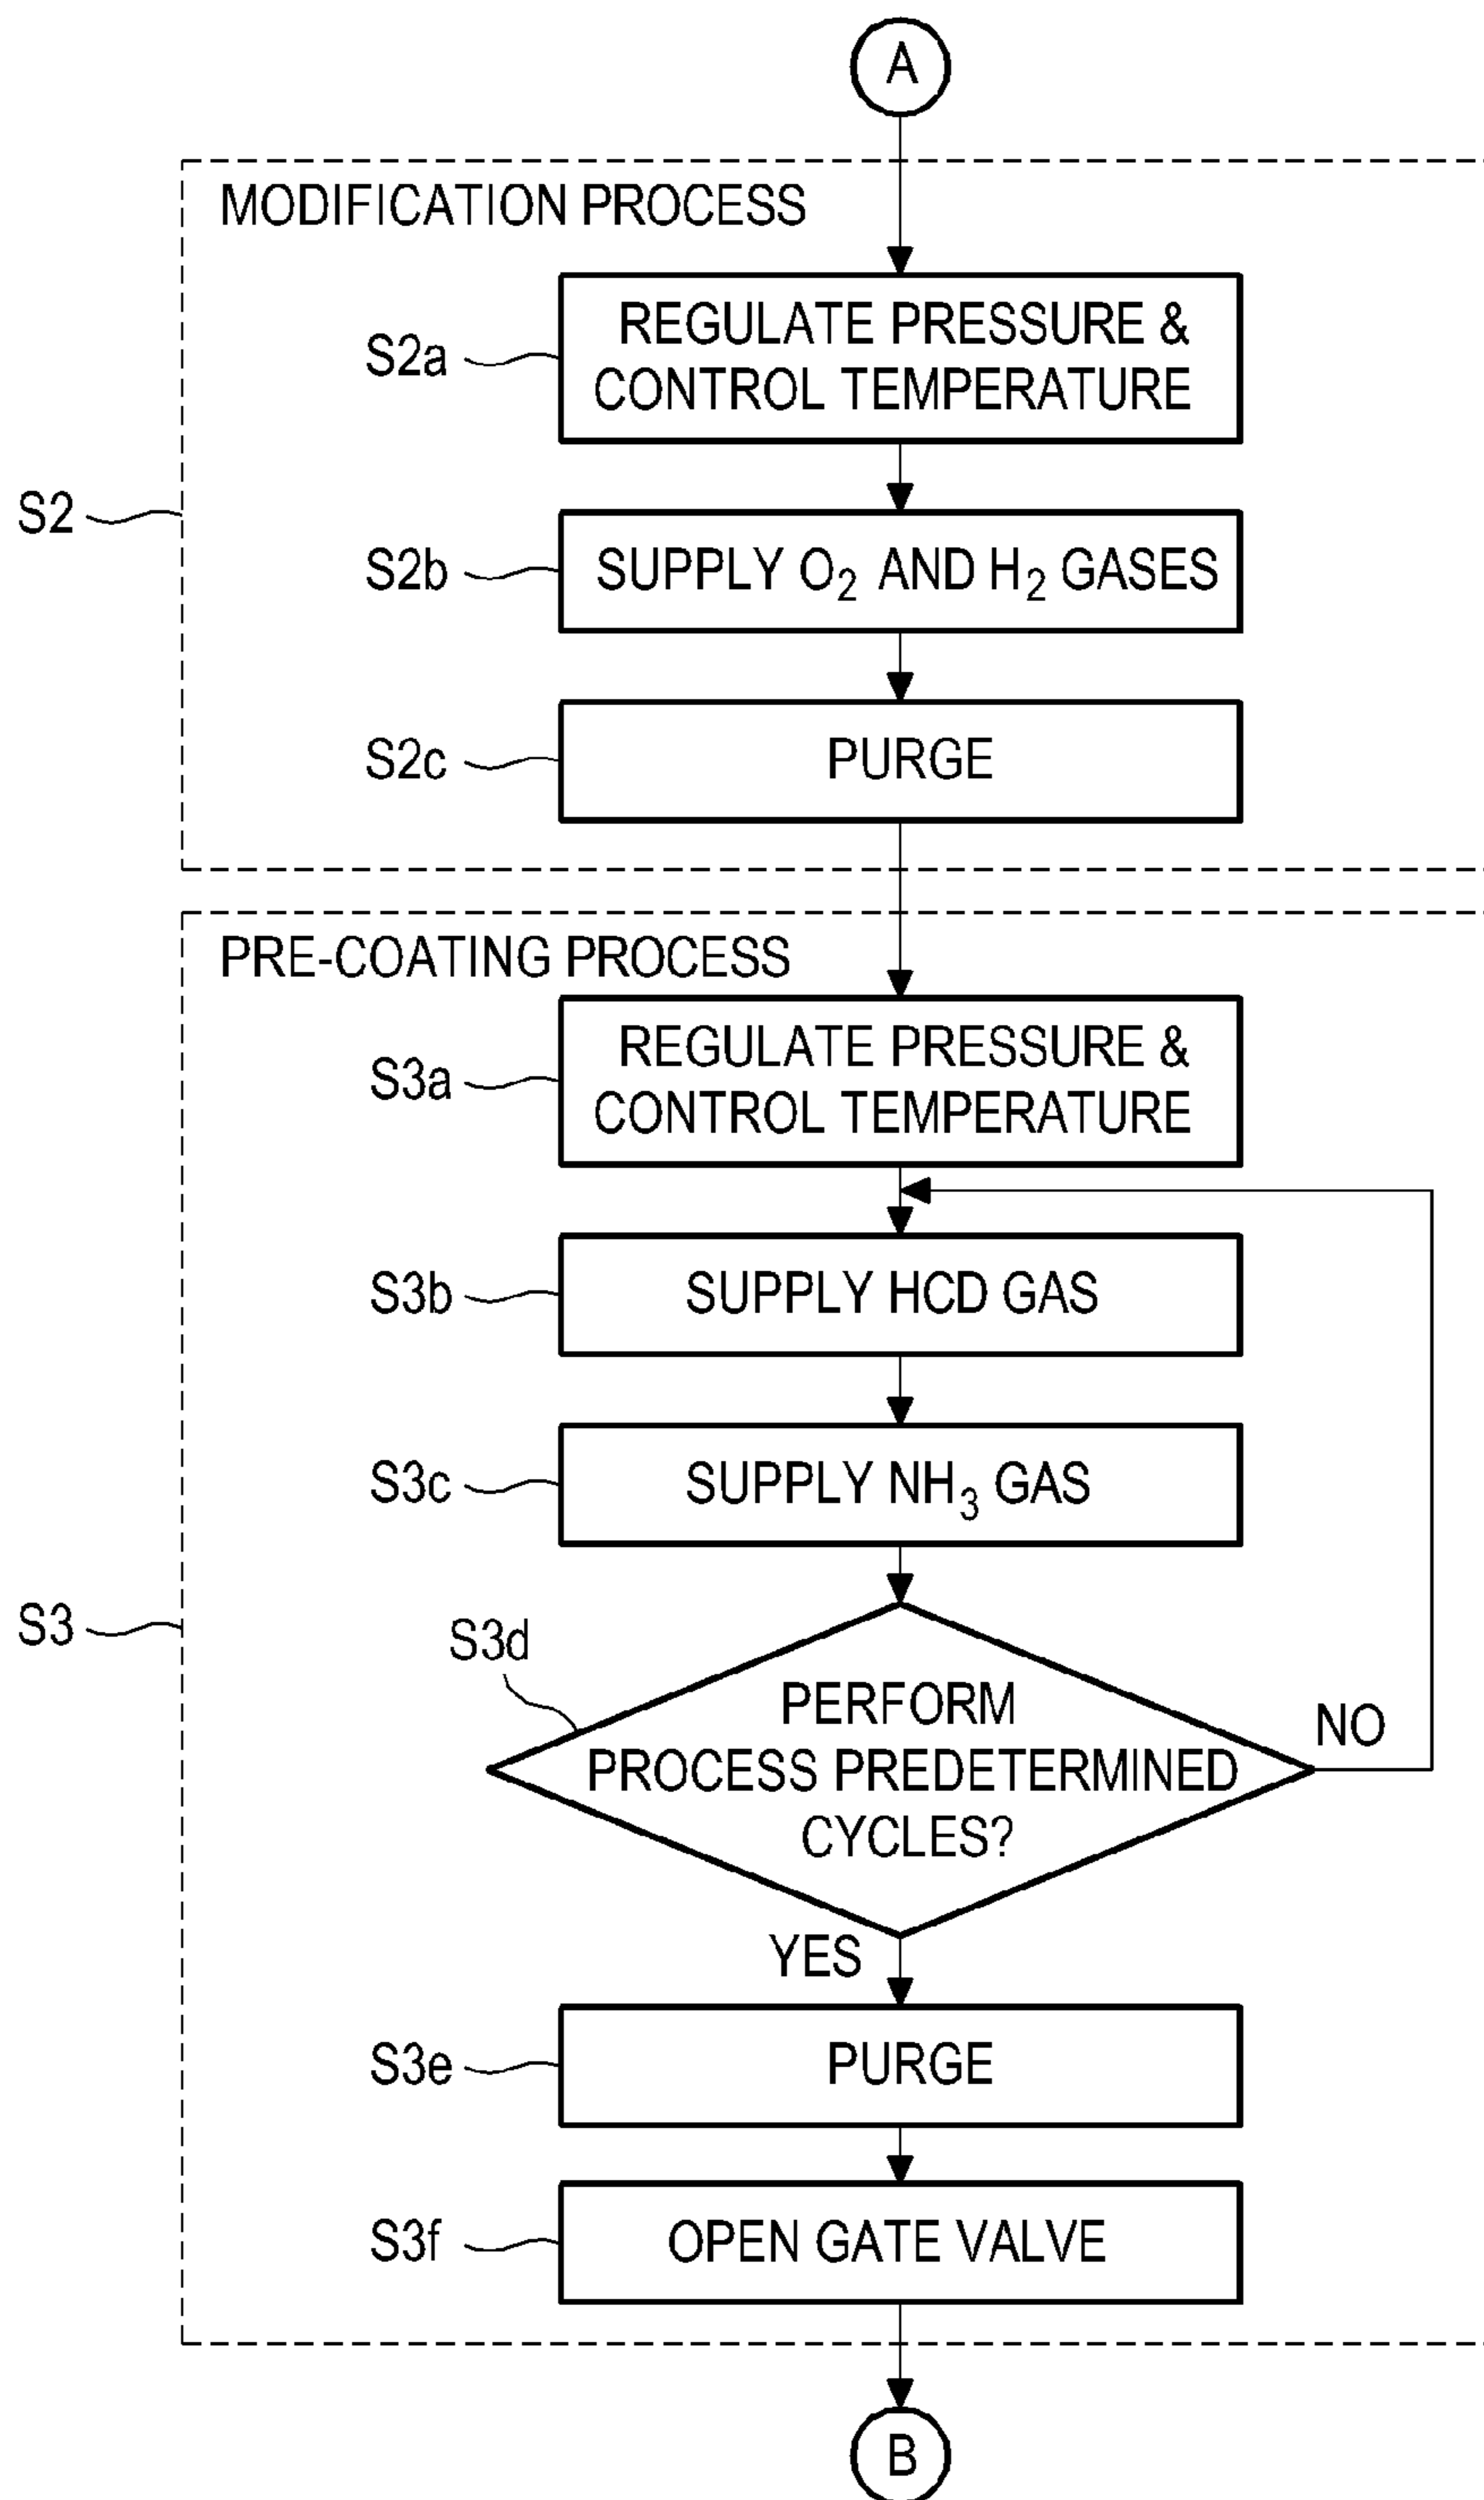 A
MODIFICATION PROCESS
S2
S2a
REGULATE PRESSURE &
CONTROL TEMPERATURE
S2b
SUPPLY O₂ AND H₂ GASES
S2c
PURGE
PRE-COATING PROCESS
S3
S3a
REGULATE PRESSURE &
CONTROL TEMPERATURE
S3b
SUPPLY HCD GAS
S3c
SUPPLY NH₃ GAS
S3d
PERFORM
PROCESS PREDETERMINED
CYCLES?
NO
YES
S3e
PURGE
S3f
OPEN GATE VALVE
B